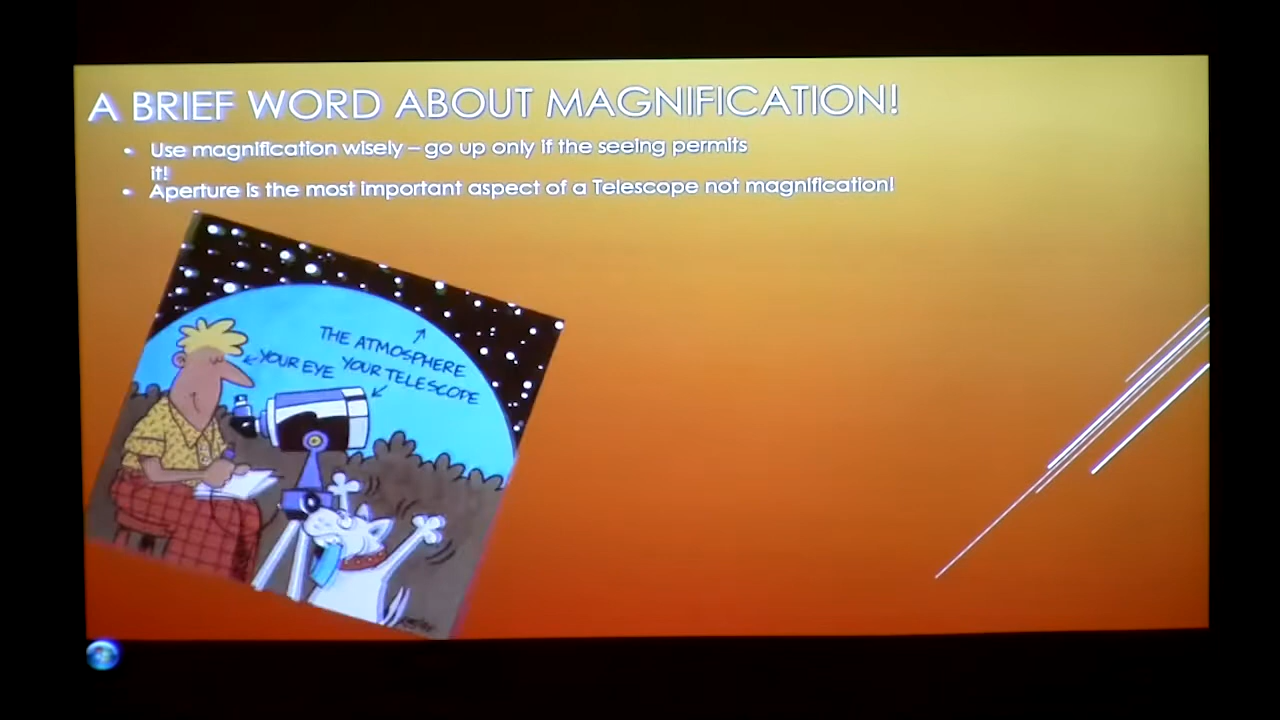 A BRIEF WORD ABOUT MAGNIFICATION!
• Use magnification wisely – go up only if the seeing permits
it!
• Aperture is the most important aspect of a Telescope not magnification!
THE ATMOSPHERE
YOUR EYE
YOUR TELESCOPE